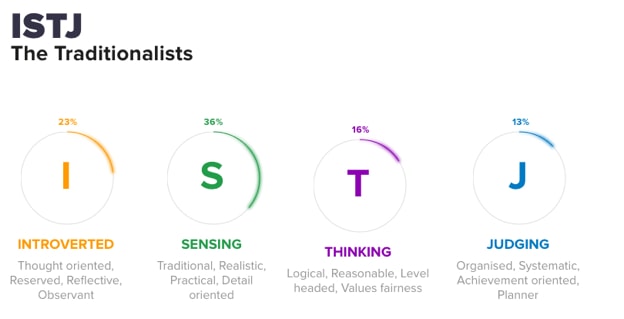 ISTJ
The Traditionalists
23%
I
INTROVERTED
Thought oriented,
Reserved, Reflective,
Observant
36%
S
SENSING
Traditional, Realistic,
Practical, Detail
oriented
16%
T
THINKING
Logical, Reasonable, Level
headed, Values fairness
13%
J
JUDGING
Organised, Systematic,
Achievement oriented,
Planner